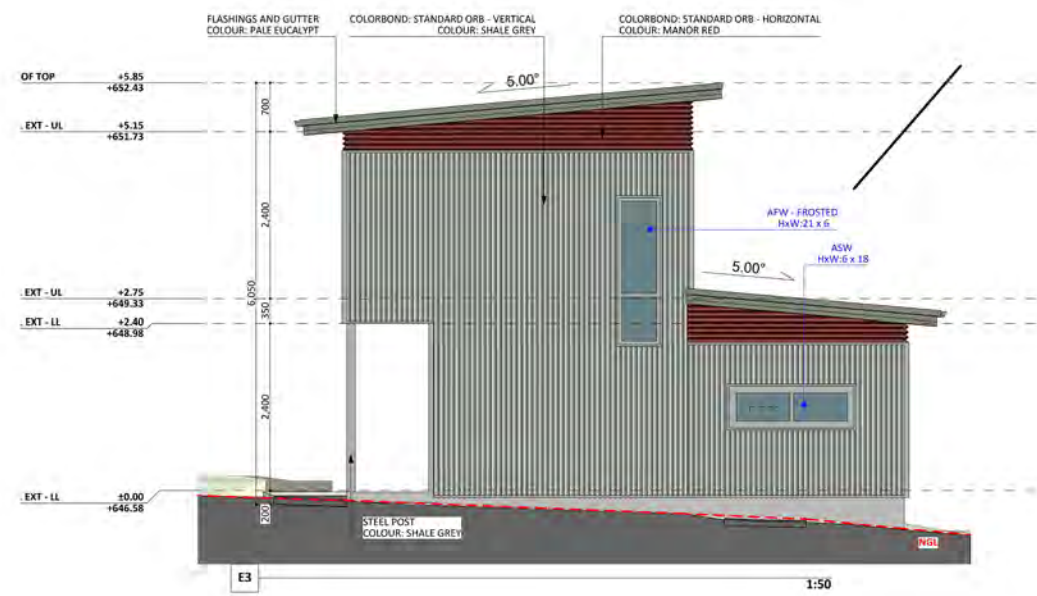 FLASHINGS AND GUTTER
COLOUR: PALE EUCALYPT
COLORBOND: STANDARD ORB - VERTICAL
COLOUR: SHALE GREY
COLORBOND: STANDARD ORB - HORIZONTAL
COLOUR: MANOR RED
OF TOP +5.85
+652.43
5.00°
700
. EXT - UL +5.15
+651.73
2,400
AFW - FROSTED
HxW:21 x 6
ASW
HxW:6 x 18
5.00°
. EXT - UL +2.75
+649.33
6,050
350
. EXT - LL +2.40
+648.98
2,400
. EXT - LL ±0.00
+646.58
200
STEEL POST
COLOUR: SHALE GREY
NGL
E3
1:50